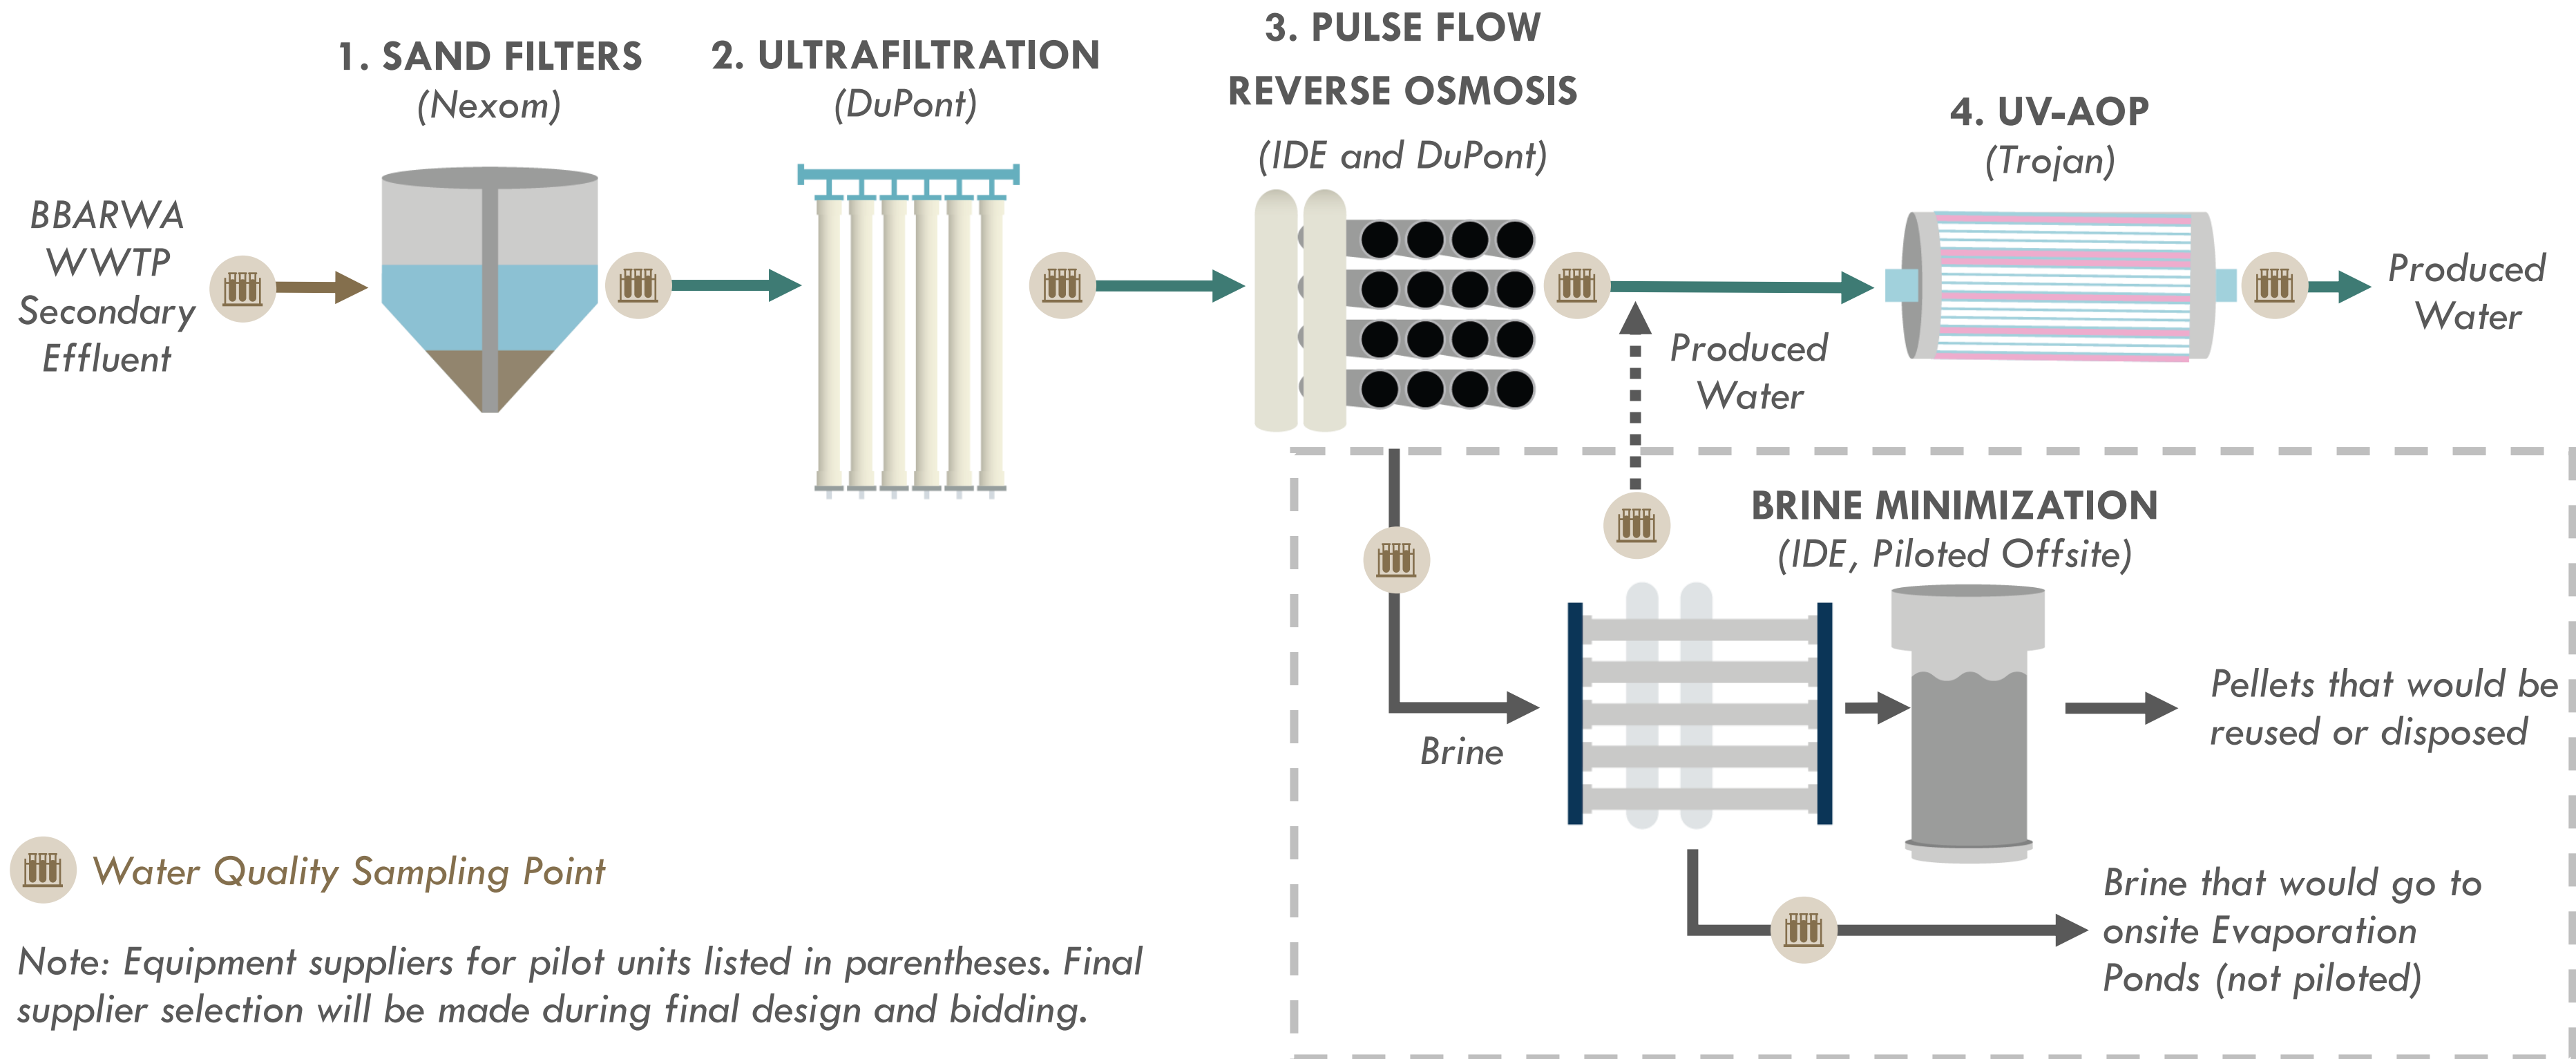 1. SAND FILTERS
(Nexom)
2. ULTRAFILTRATION
(DuPont)
3. PULSE FLOW
REVERSE OSMOSIS
(IDE and DuPont)
4. UV-AOP
(Trojan)
BBARWA
WWTP
Secondary
Effluent
Produced
Water
Produced
Water
BRINE MINIMIZATION
(IDE, Piloted Offsite)
Brine
Pellets that would be
reused or disposed
Brine that would go to
onsite Evaporation
Ponds (not piloted)
Water Quality Sampling Point
Note: Equipment suppliers for pilot units listed in parentheses. Final
supplier selection will be made during final design and bidding.